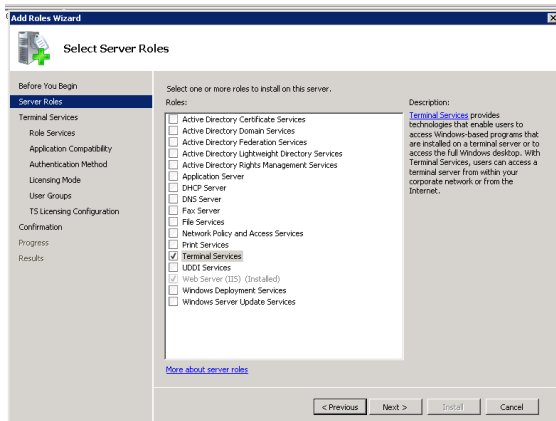 Add Roles Wizard
Select Server Roles
Before You Begin
Server Roles
Terminal Services
Role Services
Application Compatibility
Authentication Method
Licensing Mode
User Groups
TS Licensing Configuration
Confirmation
Progress
Results
Select one or more roles to install on this server.
Roles:
Active Directory Certificate Services
Active Directory Domain Services
Active Directory Federation Services
Active Directory Lightweight Directory Services
Active Directory Rights Management Services
Application Server
DHCP Server
DNS Server
Fax Server
File Services
Network Policy and Access Services
Print Services
Terminal Services
UDDI Services
Web Server (IIS) (Installed)
Windows Deployment Services
Windows Server Update Services
More about server roles
Description:
Terminal Services provides
technologies that enable users to
access Windows-based programs that
are installed on a terminal server or to
access the full Windows desktop. With
Terminal Services, users can access a
terminal server from within your
corporate network or from the
Internet.
< Previous
Next >
Install
Cancel